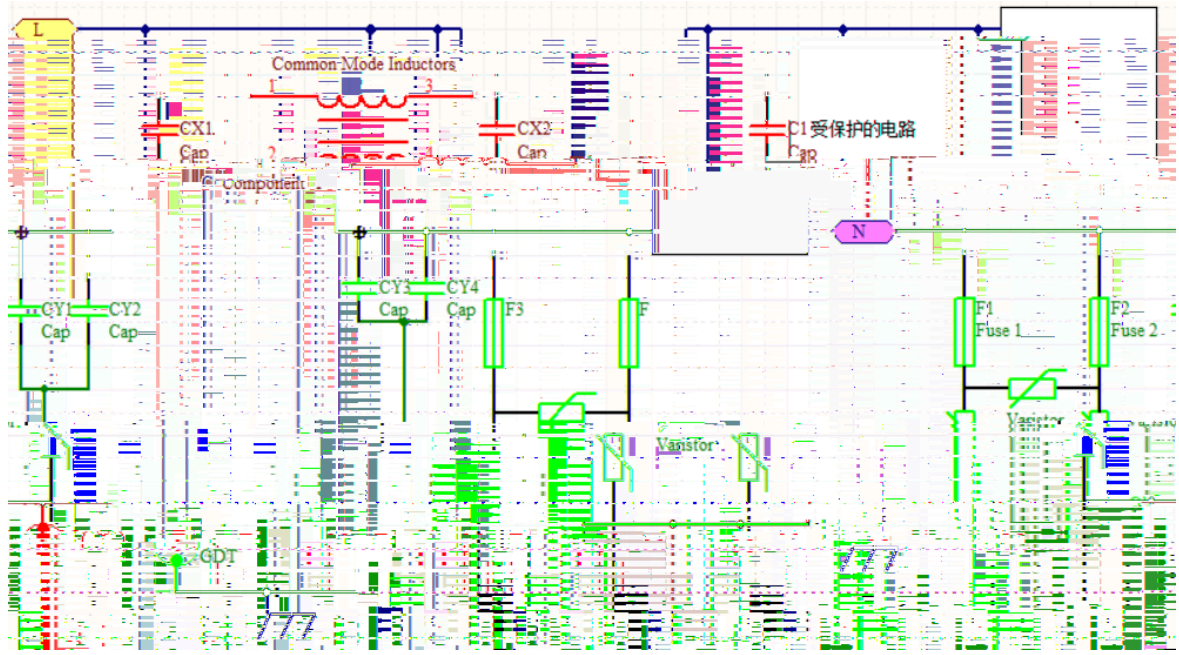 L
Common Mode Inductors
1 3
CX1
Cap
CX2
Cap
C1 受保护的电路
Cap
2
Component
N
CY1
Cap
CY2
Cap
CY3
Cap
CY4
Cap
F3
F
F1
Fuse 1
F2
Fuse 2
Varistor
Varistor
GDT